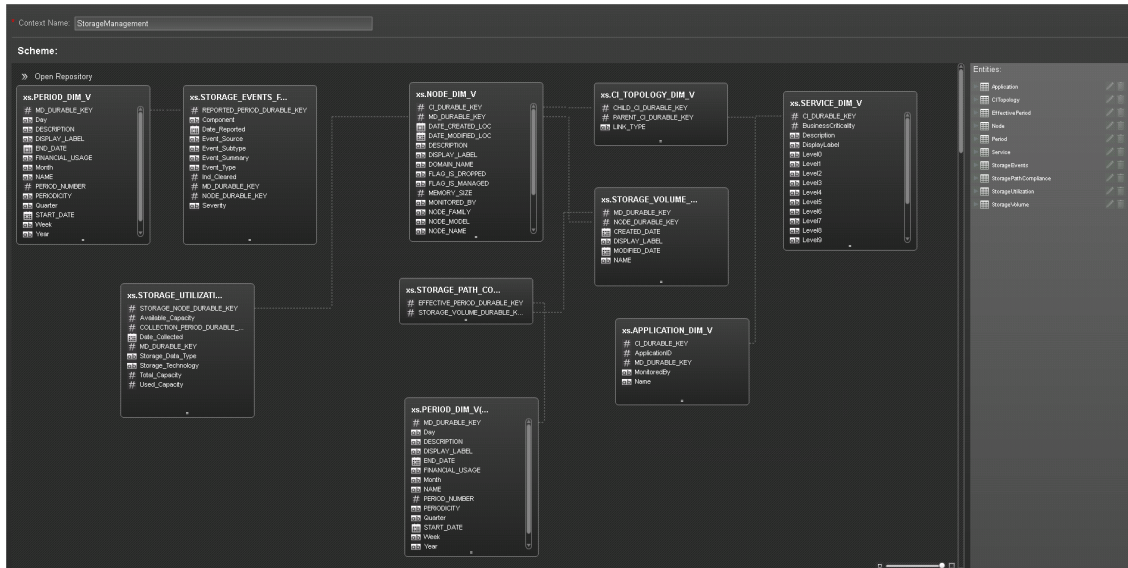 * Context Name: StorageManagement
Scheme:
» Open Repository
xs.PERIOD_DIM_V
# MD_DURABLE_KEY
Day
DESCRIPTION
DISPLAY_LABEL
END_DATE
FINANCIAL_USAGE
Month
NAME
# PERIOD_NUMBER
PERIODICITY
Quarter
START_DATE
Week
Year
xs.STORAGE_EVENTS_F...
# REPORTED_PERIOD_DURABLE_KEY
Component
Date_Reported
Event_Source
Event_Subtype
Event_Summary
Event_Type
# Ind_Cleared
# MD_DURABLE_KEY
# NODE_DURABLE_KEY
Severity
xs.NODE_DIM_V
# CI_DURABLE_KEY
# MD_DURABLE_KEY
DATE_CREATED_LOC
DATE_MODIFIED_LOC
DESCRIPTION
DISPLAY_LABEL
DOMAIN_NAME
FLAG_IS_DROPPED
FLAG_IS_MANAGED
# MEMORY_SIZE
MONITORED_BY
NODE_FAMILY
NODE_MODEL
NODE_NAME
xs.CI_TOPOLOGY_DIM_V
# CHILD_CI_DURABLE_KEY
# PARENT_CI_DURABLE_KEY
LINK_TYPE
xs.SERVICE_DIM_V
# CI_DURABLE_KEY
# BusinessCriticality
Description
DisplayLabel
Level0
Level1
Level2
Level3
Level4
Level5
Level6
Level7
Level8
Level9
xs.STORAGE_VOLUME_...
# MD_DURABLE_KEY
# NODE_DURABLE_KEY
CREATED_DATE
DISPLAY_LABEL
MODIFIED_DATE
NAME
xs.STORAGE_UTILIZATI...
# STORAGE_NODE_DURABLE_KEY
# Available_Capacity
# COLLECTION_PERIOD_DURABLE_...
Date_Collected
# MD_DURABLE_KEY
Storage_Data_Type
Storage_Technology
# Total_Capacity
# Used_Capacity
xs.STORAGE_PATH_CO...
# EFFECTIVE_PERIOD_DURABLE_KEY
# STORAGE_VOLUME_DURABLE_K...
xs.APPLICATION_DIM_V
# CI_DURABLE_KEY
# ApplicationID
# MD_DURABLE_KEY
MonitoredBy
Name
xs.PERIOD_DIM_V(...
# MD_DURABLE_KEY
Day
DESCRIPTION
DISPLAY_LABEL
END_DATE
FINANCIAL_USAGE
Month
NAME
# PERIOD_NUMBER
PERIODICITY
Quarter
START_DATE
Week
Year
Entities:
Application
CITopology
EffectivePeriod
Node
Period
Service
StorageEvents
StoragePathCompliance
StorageUtilization
StorageVolume